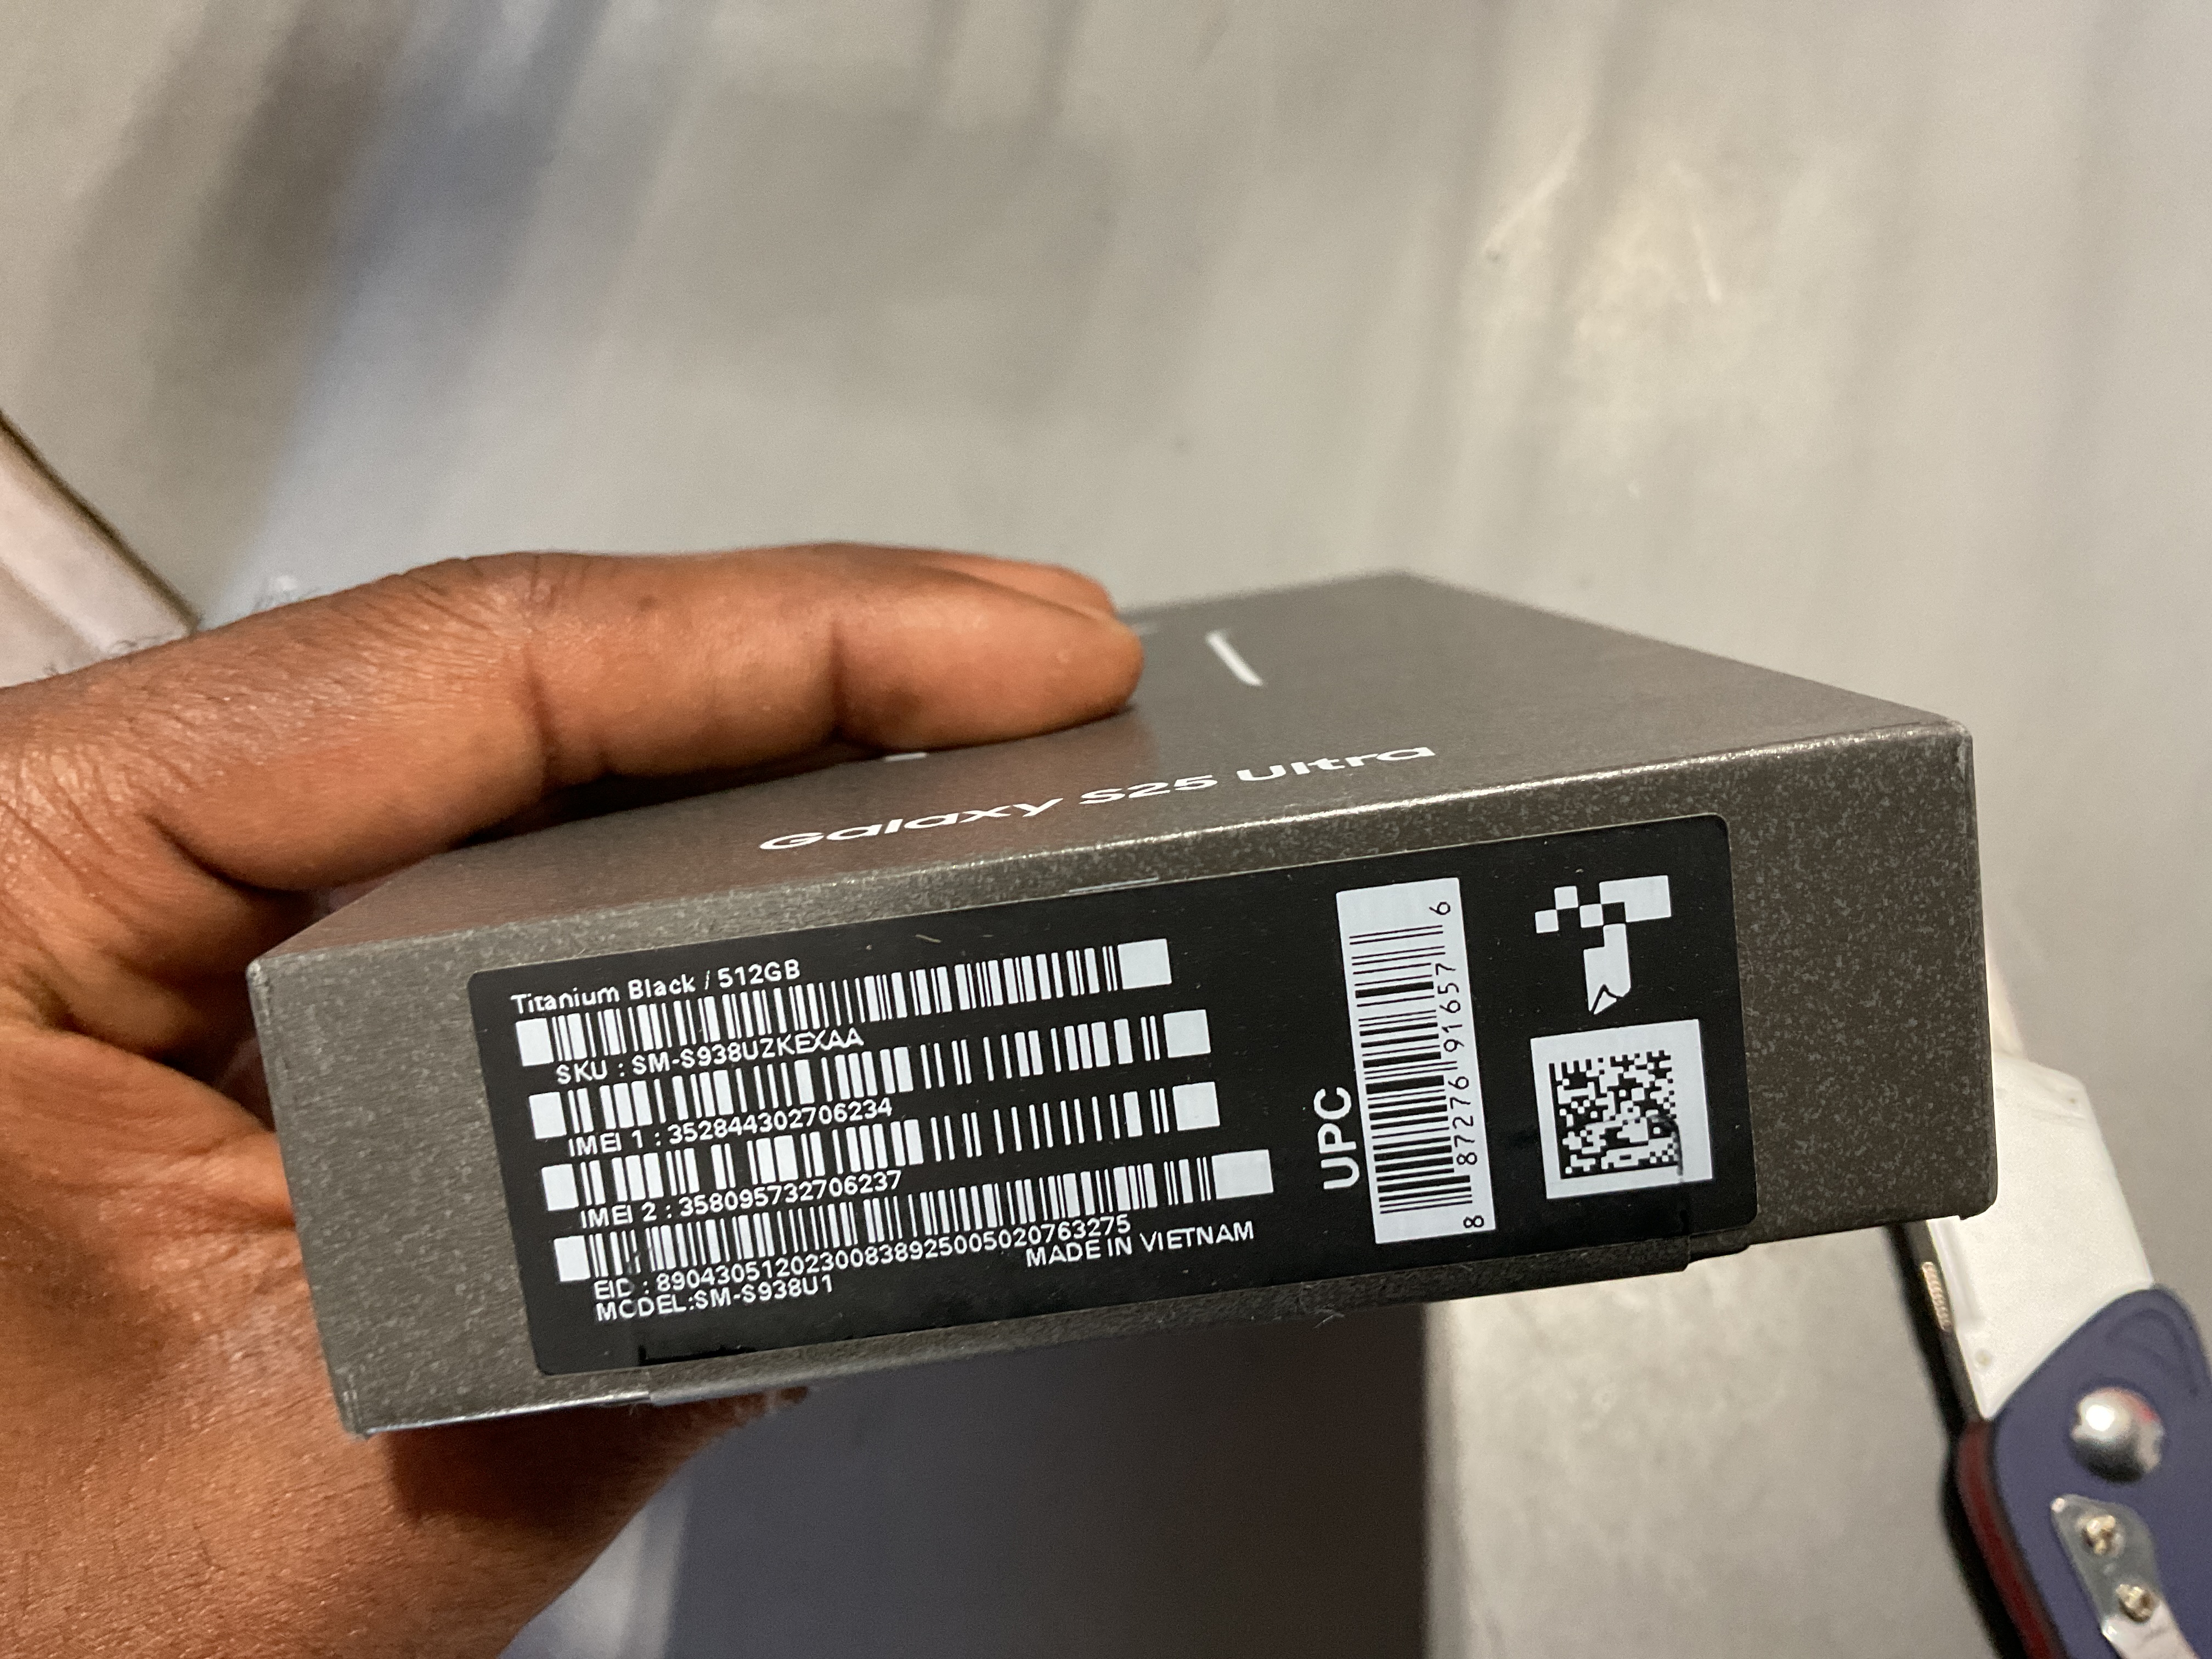 Galaxy S25 Ultra
Titanium Black / 512GB
SKU : SM-S938UZKEXAA
IMEI 1 : 352844302706234
IMEI 2 : 358095732706237
EID : 89043051202300838925005020763275
MADE IN VIETNAM
MODEL:SM-S938U1
UPC
8 87276 91657 6